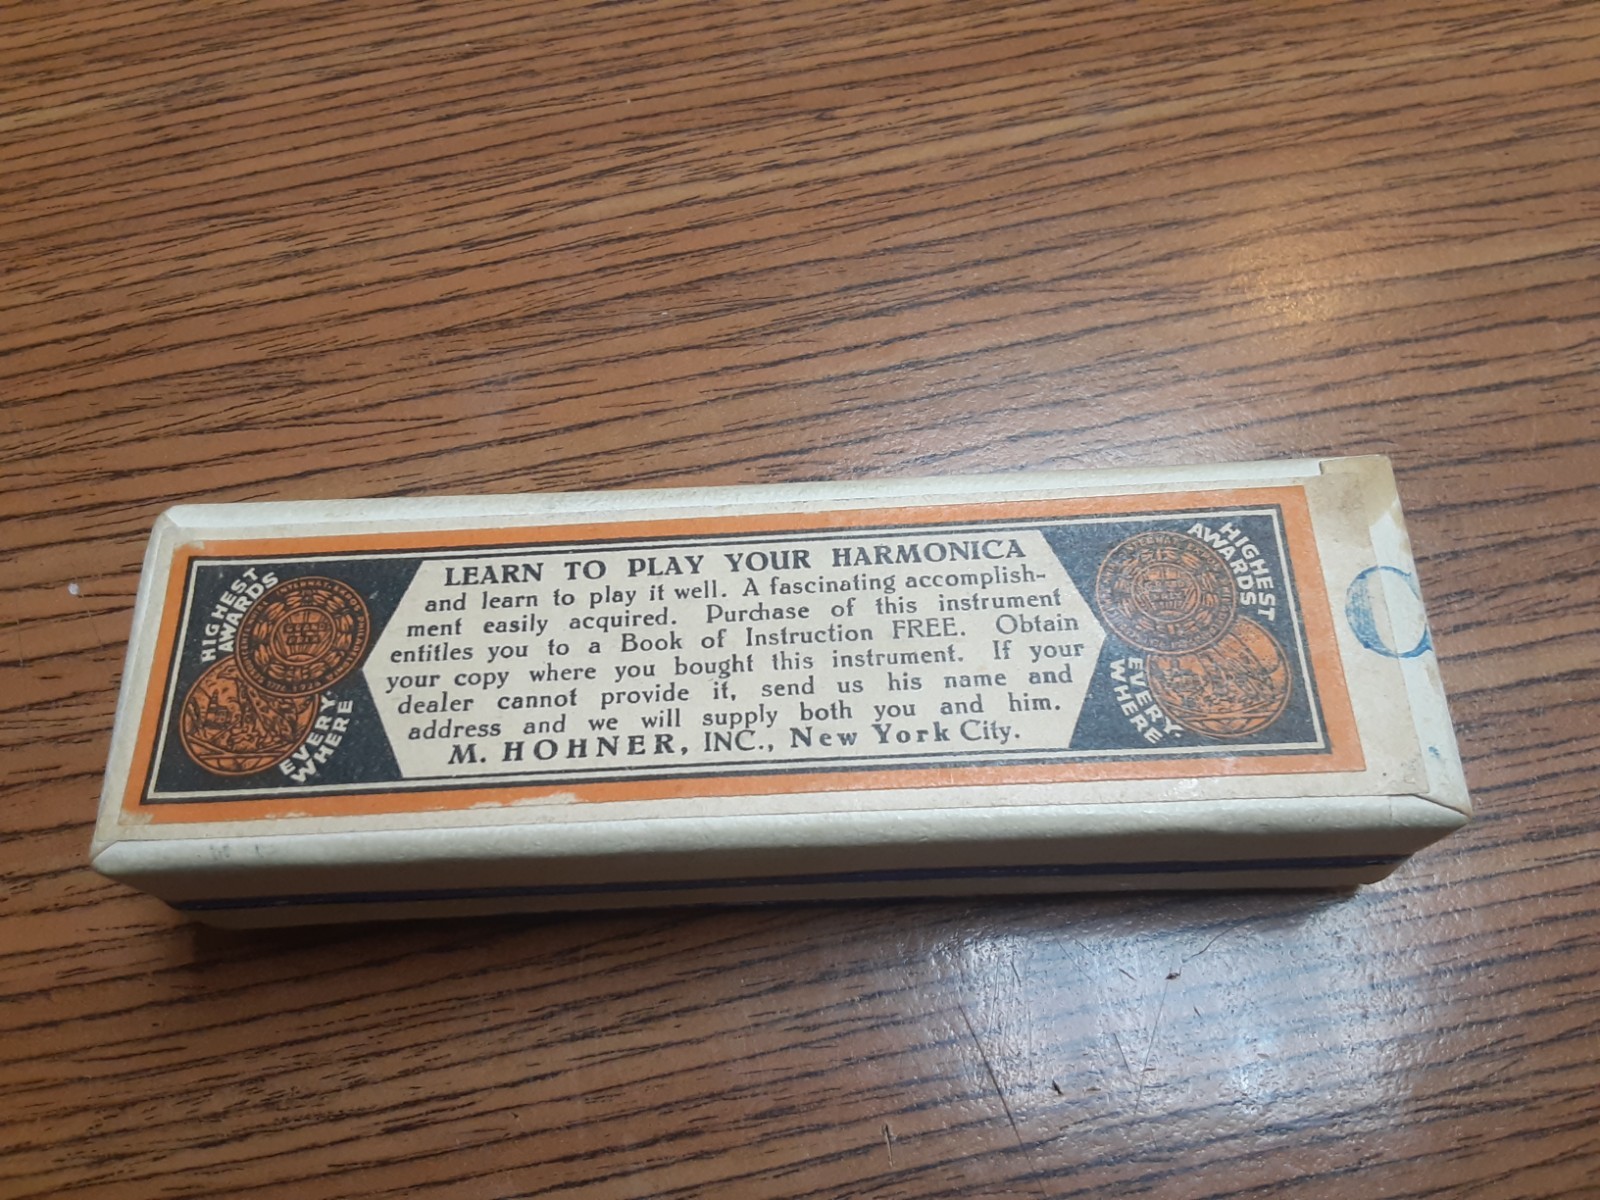 LEARN TO PLAY YOUR HARMONICA
and learn to play it well. A fascinating accomplish-
ment easily acquired. Purchase of this instrument
entitles you to a Book of Instruction FREE. Obtain
your copy where you bought this instrument. If your
dealer cannot provide it, send us his name and
address and we will supply both you and him.
M. HOHNER, INC., New York City.
HIGHEST
AWARDS
EVERY-
WHERE
HIGHEST
AWARDS
EVERY-
WHERE
C